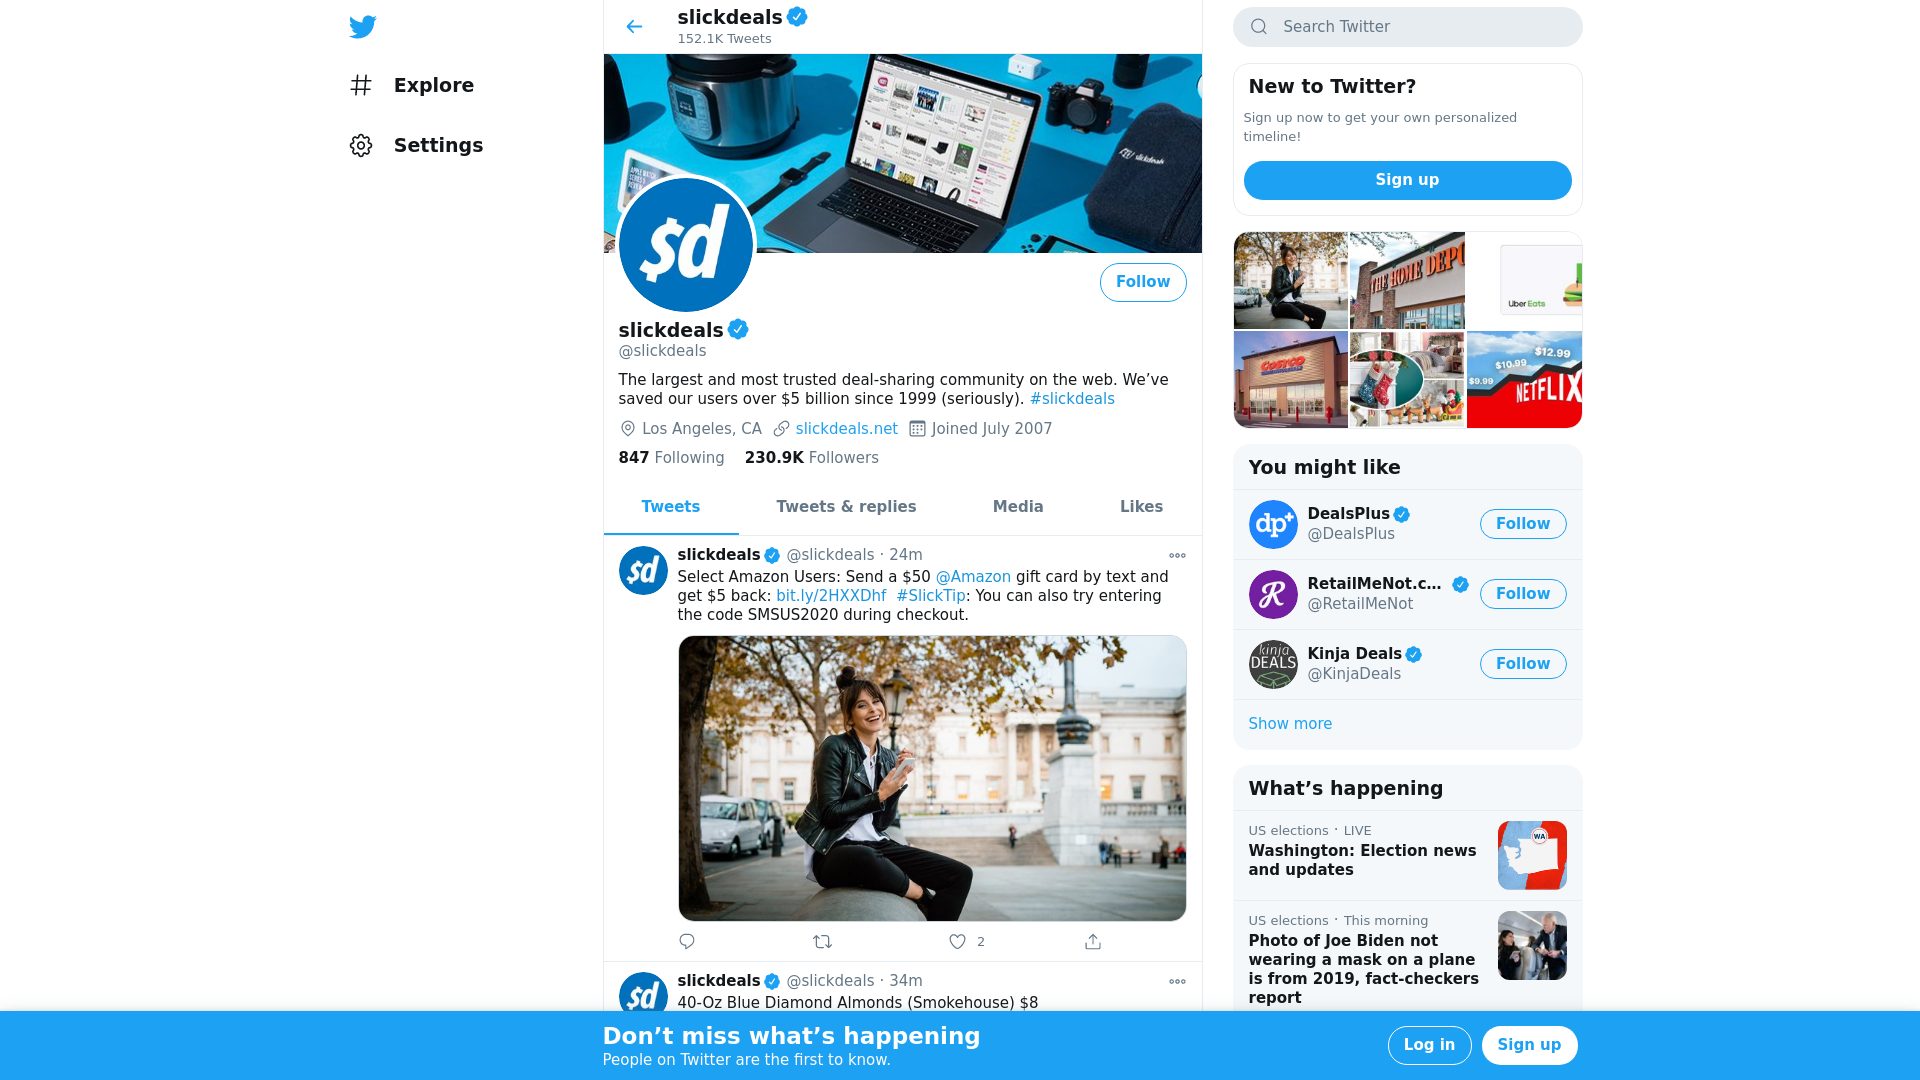 Explore
Settings
slickdeals
152.1K Tweets
slickdeals
$d
Follow
slickdeals
@slickdeals
The largest and most trusted deal-sharing community on the web. We’ve
saved our users over $5 billion since 1999 (seriously). #slickdeals
Los Angeles, CA slickdeals.net Joined July 2007
847 Following 230.9K Followers
Tweets Tweets & replies Media Likes
$d
slickdeals @slickdeals · 24m
Select Amazon Users: Send a $50 @Amazon gift card by text and
get $5 back: bit.ly/2HXXDhf #SlickTip: You can also try entering
the code SMSUS2020 during checkout.
2
$d
slickdeals @slickdeals · 34m
40-Oz Blue Diamond Almonds (Smokehouse) $8
Search Twitter
New to Twitter?
Sign up now to get your own personalized
timeline!
Sign up
THE HOME DEPO
Uber Eats
COSTCO
$9.99 $10.99 $12.99
NETFLIX
You might like
dp+
DealsPlus
@DealsPlus
Follow
R
RetailMeNot.c...
@RetailMeNot
Follow
kinja
DEALS
Kinja Deals
@KinjaDeals
Follow
Show more
What’s happening
US elections · LIVE
Washington: Election news
and updates
WA
US elections · This morning
Photo of Joe Biden not
wearing a mask on a plane
is from 2019, fact-checkers
report
Don’t miss what’s happening
People on Twitter are the first to know.
Log in
Sign up